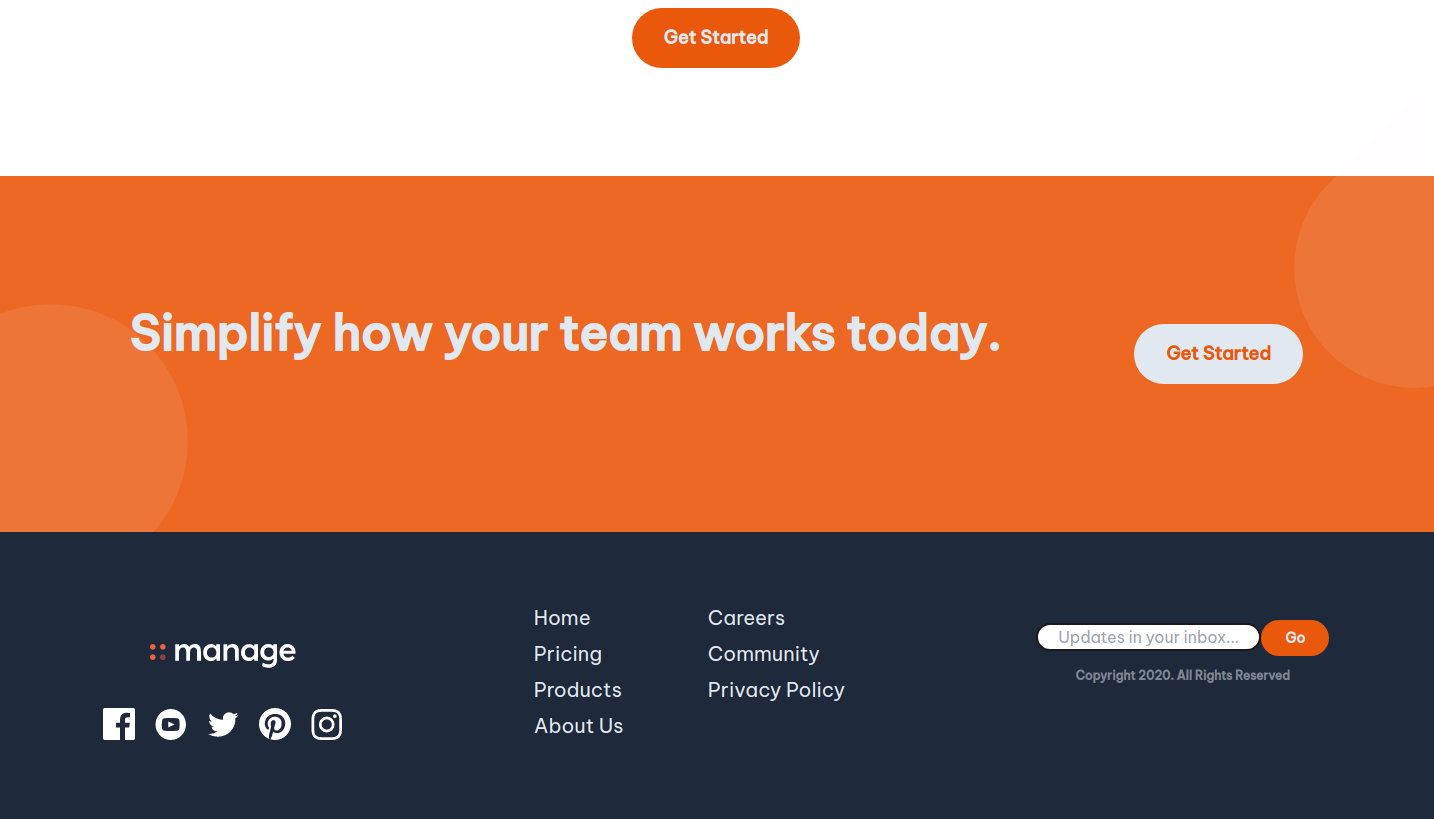 Get Started
Simplify how your team works today.
Get Started
manage
Home
Pricing
Products
About Us
Careers
Community
Privacy Policy
Updates in your inbox...
Go
Copyright 2020. All Rights Reserved